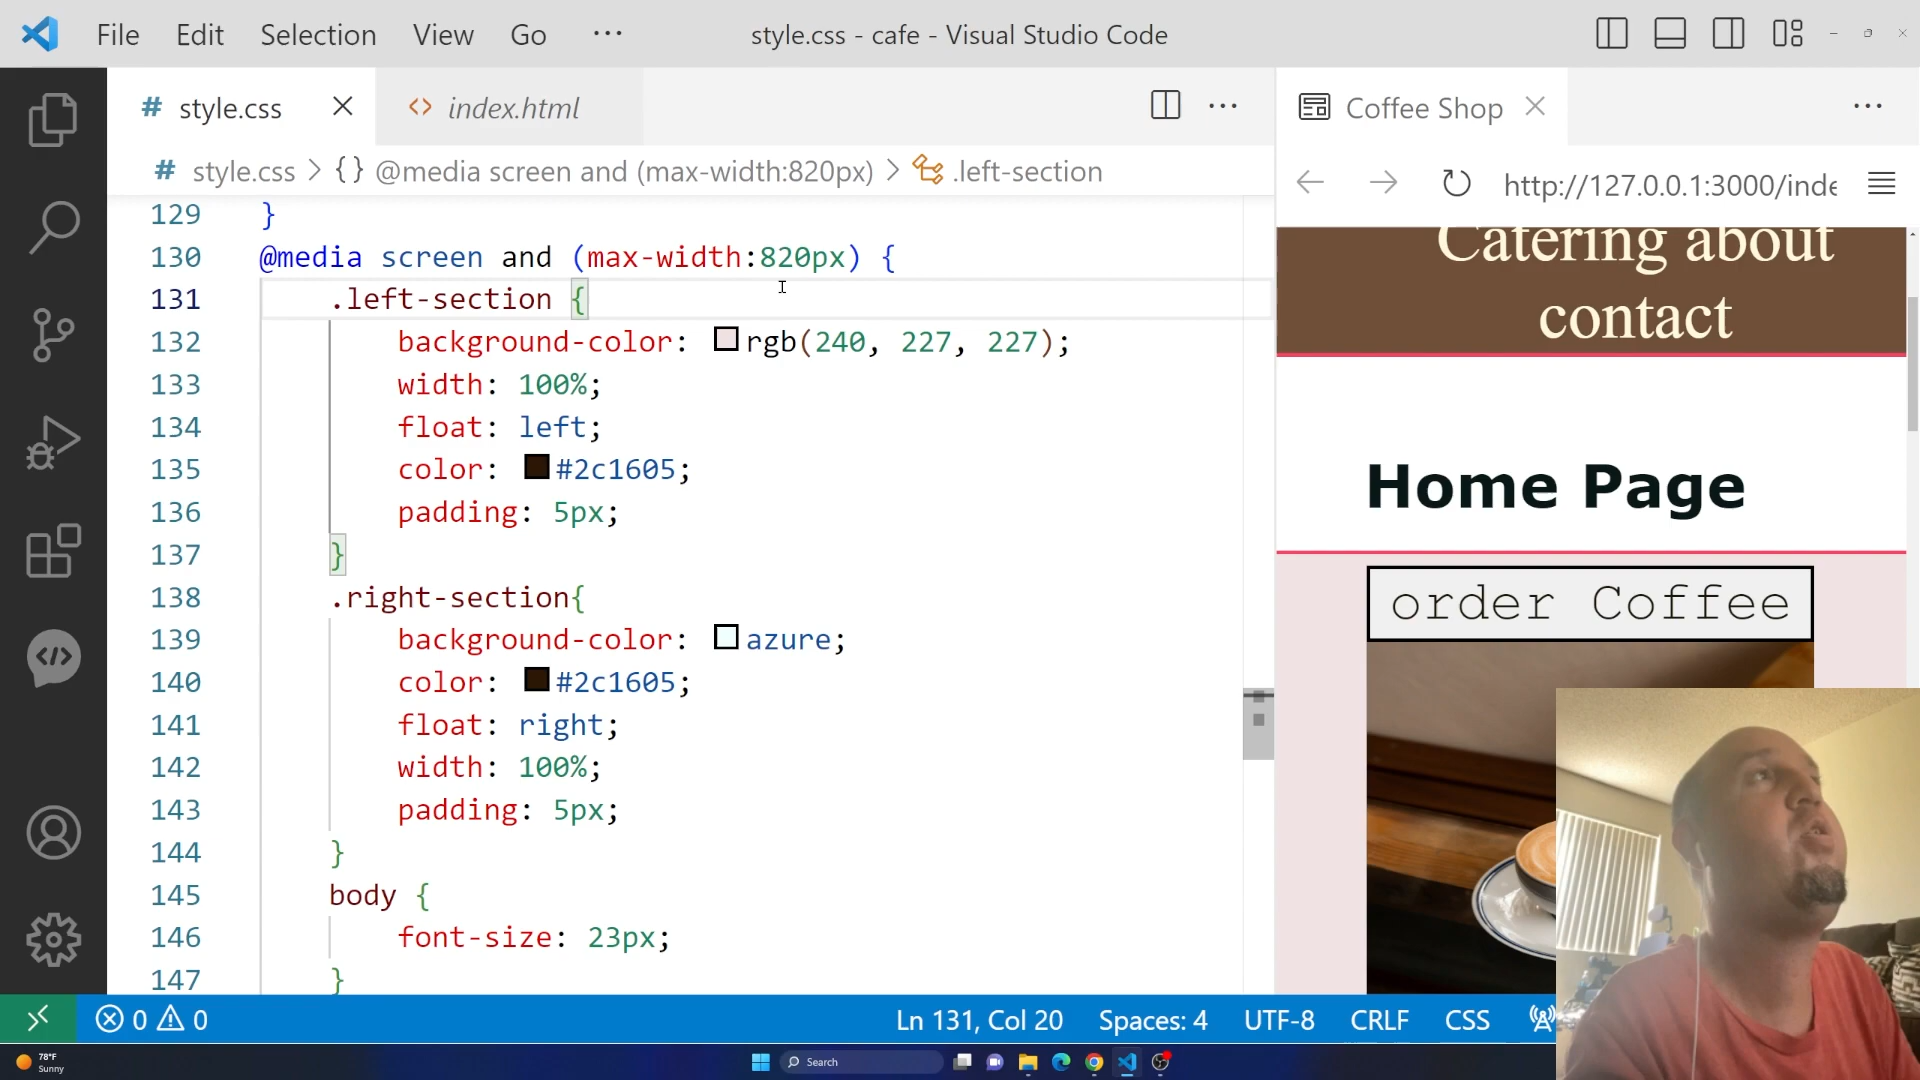 File Edit Selection View Go ··· style.css - cafe - Visual Studio Code
# style.css <> index.html ···
# style.css > {} @media screen and (max-width:820px) > .left-section
129 }
130 @media screen and (max-width:820px) {
131 .left-section {
132 background-color: rgb(240, 227, 227);
133 width: 100%;
134 float: left;
135 color: #2c1605;
136 padding: 5px;
137 }
138 .right-section{
139 background-color: azure;
140 color: #2c1605;
141 float: right;
142 width: 100%;
143 padding: 5px;
144 }
145 body {
146 font-size: 23px;
147 }
Coffee Shop ···
http://127.0.0.1:3000/inde
Catering about
contact
Home Page
order Coffee
0 0 Ln 131, Col 20 Spaces: 4 UTF-8 CRLF CSS
78°F
Sunny
Search